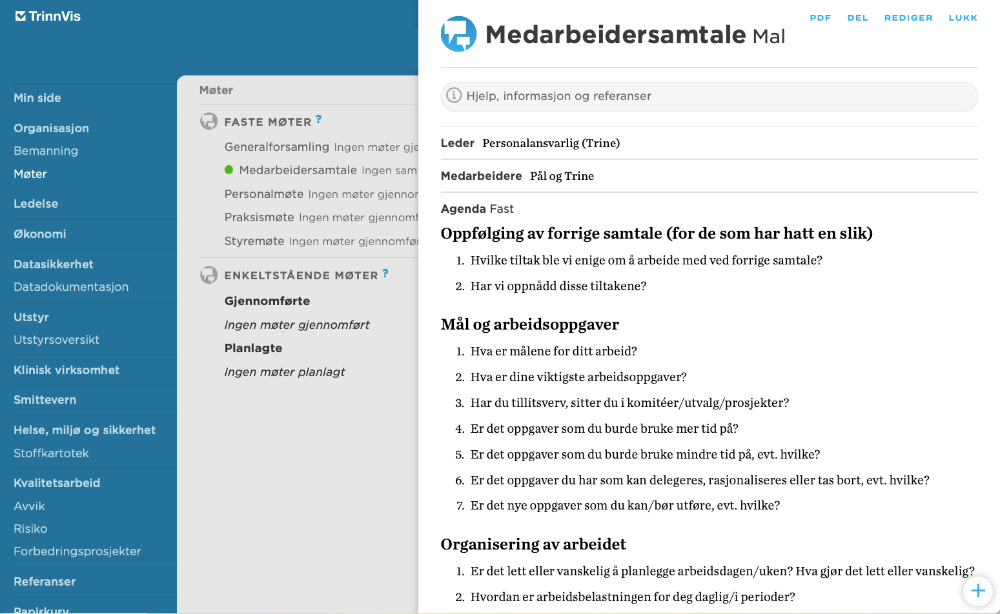 TrinnVis
Min side
Organisasjon
Bemanning
Møter
Ledelse
Økonomi
Datasikkerhet
Datadokumentasjon
Utstyr
Utstyrsoversikt
Klinisk virksomhet
Smittevern
Helse, miljø og sikkerhet
Stoffkartotek
Kvalitetsarbeid
Avvik
Risiko
Forbedringsprosjekter
Referanser
Papirkurv
Møter
FASTE MØTER ?
Generalforsamling Ingen møter gje
Medarbeidersamtale Ingen sam
Personalmøte Ingen møter gjennor
Praksismøte Ingen møter gjennomf
Styremøte Ingen møter gjennomfør
ENKELTSTÅENDE MØTER ?
Gjennomførte
Ingen møter gjennomført
Planlagte
Ingen møter planlagt
PDF DEL REDIGER LUKK
Medarbeidersamtale Mal
Hjelp, informasjon og referanser
Leder Personalansvarlig (Trine)
Medarbeidere Pål og Trine
Agenda Fast
Oppfølging av forrige samtale (for de som har hatt en slik)
1. Hvilke tiltak ble vi enige om å arbeide med ved forrige samtale?
2. Har vi oppnådd disse tiltakene?
Mål og arbeidsoppgaver
1. Hva er målene for ditt arbeid?
2. Hva er dine viktigste arbeidsoppgaver?
3. Har du tillitsverv, sitter du i komitéer/utvalg/prosjekter?
4. Er det oppgaver som du burde bruke mer tid på?
5. Er det oppgaver som du burde bruke mindre tid på, evt. hvilke?
6. Er det oppgaver du har som kan delegeres, rasjonaliseres eller tas bort, evt. hvilke?
7. Er det nye oppgaver som du kan/bør utføre, evt. hvilke?
Organisering av arbeidet
1. Er det lett eller vanskelig å planlegge arbeidsdagen/uken? Hva gjør det lett eller vanskelig?
2. Hvordan er arbeidsbelastningen for deg daglig/i perioder?